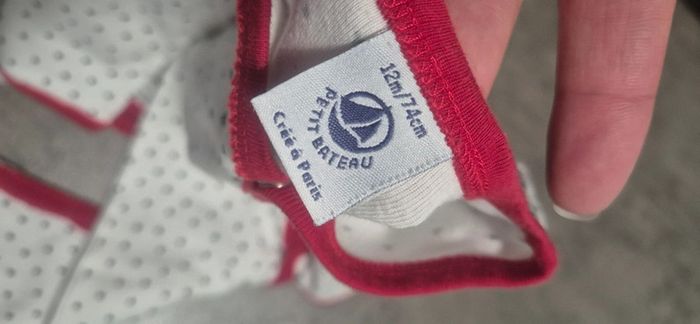 12m/74cm
PETIT BATEAU
Créé à Paris